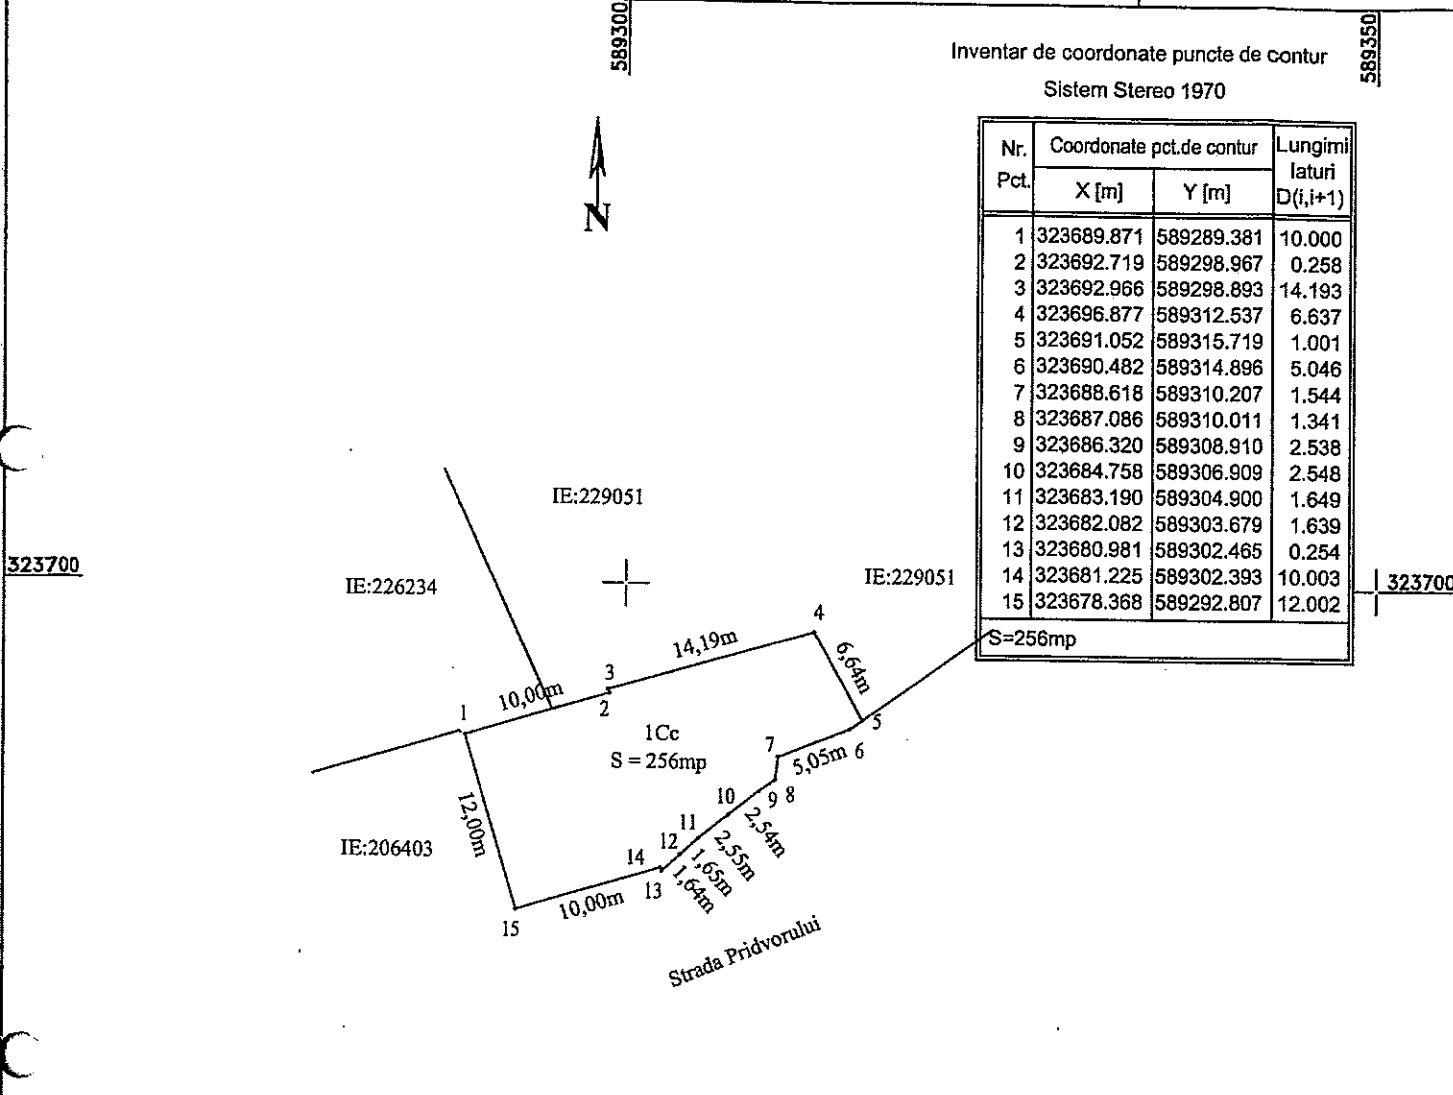 589300
589350
Inventar de coordonate puncte de contur
Sistem Stereo 1970
Nr. Pct. Coordonate pct.de contur Lungimi laturi D(i,i+1)
X [m] Y [m]
1 323689.871 589289.381 10.000
2 323692.719 589298.967 0.258
3 323692.966 589298.893 14.193
4 323696.877 589312.537 6.637
5 323691.052 589315.719 1.001
6 323690.482 589314.896 5.046
7 323688.618 589310.207 1.544
8 323687.086 589310.011 1.341
9 323686.320 589308.910 2.538
10 323684.758 589306.909 2.548
11 323683.190 589304.900 1.649
12 323682.082 589303.679 1.639
13 323680.981 589302.465 0.254
14 323681.225 589302.393 10.003
15 323678.368 589292.807 12.002
S=256mp
N
IE:229051
323700
IE:226234
IE:229051
323700
4
14,19m
6,64m
3
10,00m
2
1
5
1Cc
7
6
5,05m
S = 256mp
10
9
8
12,00m
11
2,54m
12
2,55m
IE:206403
14
1,65m
13
1,64m
10,00m
15
Strada Pridvorului